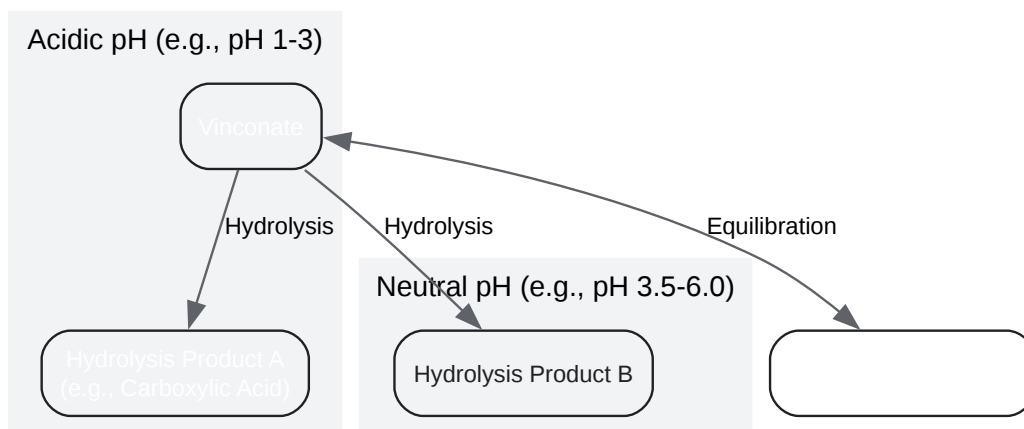 Acidic pH (e.g., pH 1-3)
Vinconate
Hydrolysis
Hydrolysis
Equilibration
Neutral pH (e.g., pH 3.5-6.0)
Hydrolysis Product A
(e.g., Carboxylic Acid)
Hydrolysis Product B